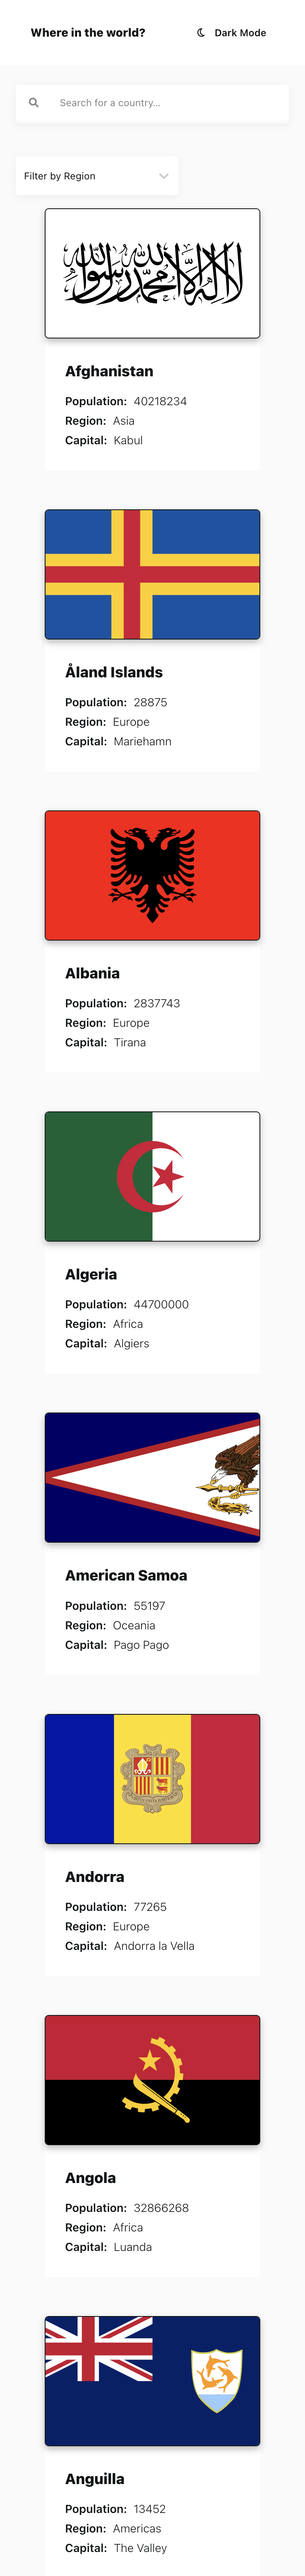 Where in the world?
Dark Mode
Search for a country...
Filter by Region
لا إله إلا الله محمد رسول الله
Afghanistan
Population: 40218234
Region: Asia
Capital: Kabul
Åland Islands
Population: 28875
Region: Europe
Capital: Mariehamn
Albania
Population: 2837743
Region: Europe
Capital: Tirana
Algeria
Population: 44700000
Region: Africa
Capital: Algiers
American Samoa
Population: 55197
Region: Oceania
Capital: Pago Pago
Andorra
Population: 77265
Region: Europe
Capital: Andorra la Vella
Angola
Population: 32866268
Region: Africa
Capital: Luanda
Anguilla
Population: 13452
Region: Americas
Capital: The Valley